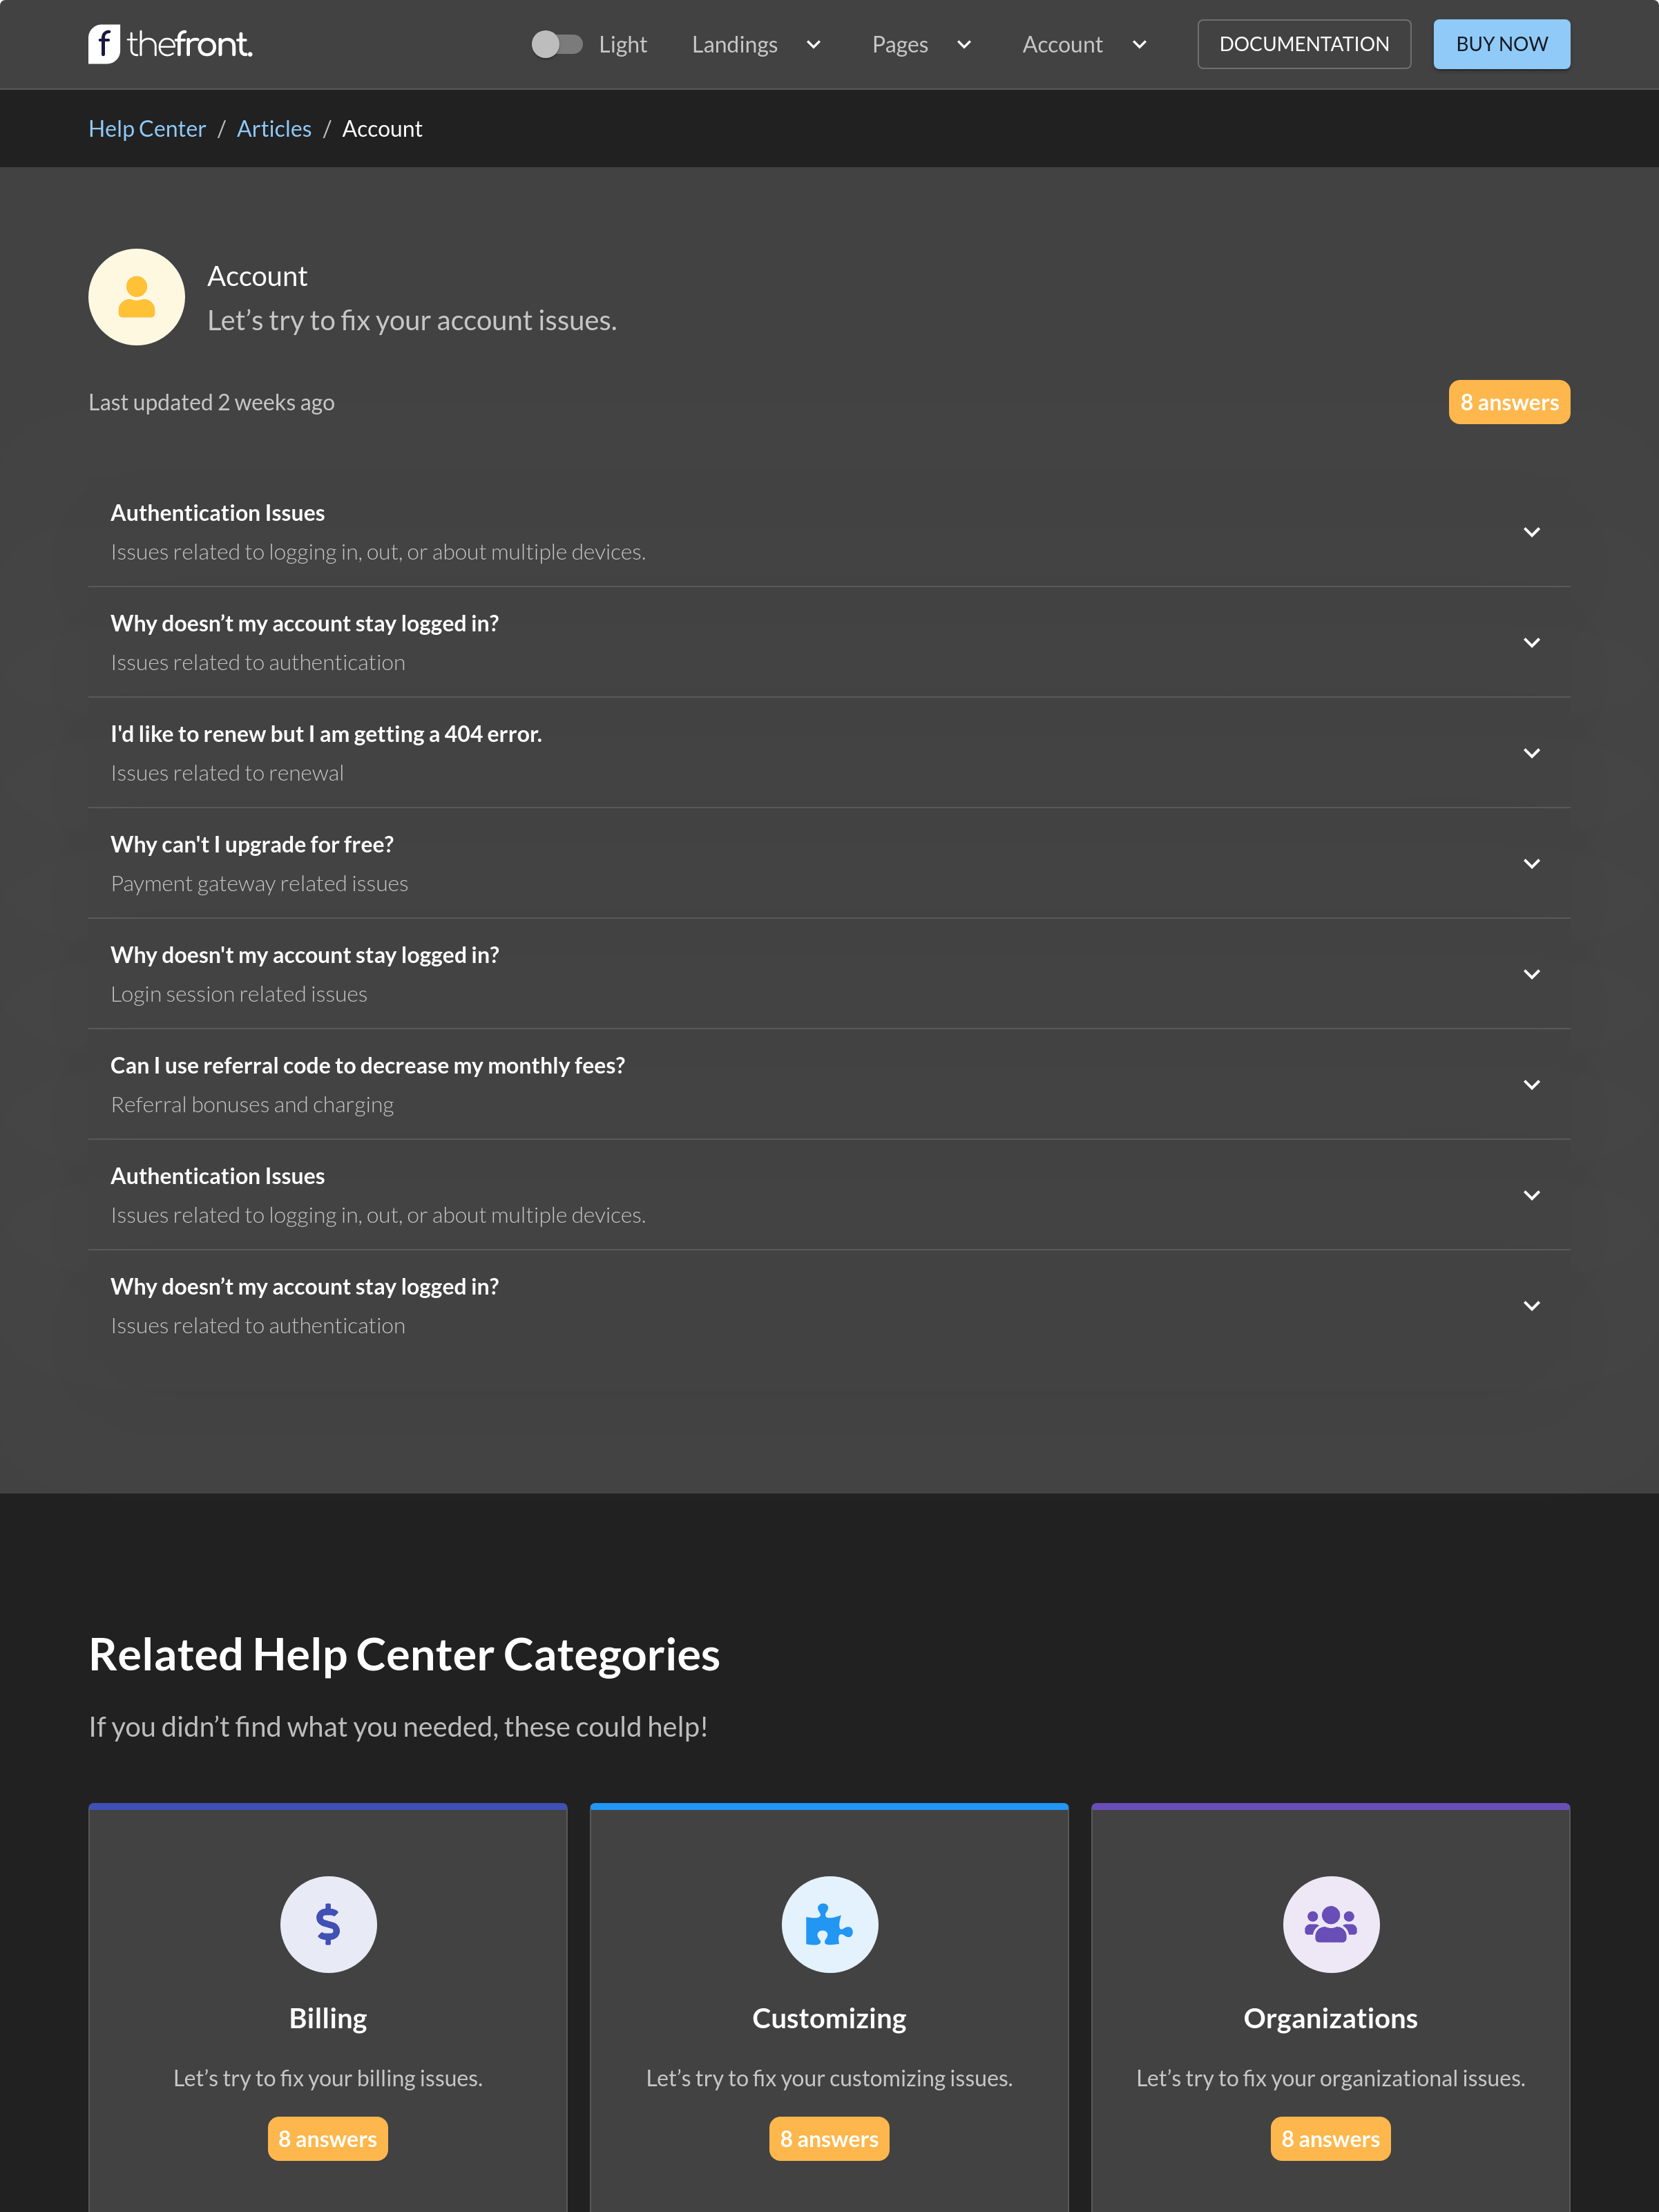 f thefront.
Light Landings Pages Account DOCUMENTATION BUY NOW
Help Center / Articles / Account
Account
Let’s try to fix your account issues.
Last updated 2 weeks ago 8 answers
Authentication Issues
Issues related to logging in, out, or about multiple devices.
Why doesn’t my account stay logged in?
Issues related to authentication
I'd like to renew but I am getting a 404 error.
Issues related to renewal
Why can't I upgrade for free?
Payment gateway related issues
Why doesn't my account stay logged in?
Login session related issues
Can I use referral code to decrease my monthly fees?
Referral bonuses and charging
Authentication Issues
Issues related to logging in, out, or about multiple devices.
Why doesn’t my account stay logged in?
Issues related to authentication
Related Help Center Categories
If you didn’t find what you needed, these could help!
Billing
Let’s try to fix your billing issues.
8 answers
Customizing
Let’s try to fix your customizing issues.
8 answers
Organizations
Let’s try to fix your organizational issues.
8 answers